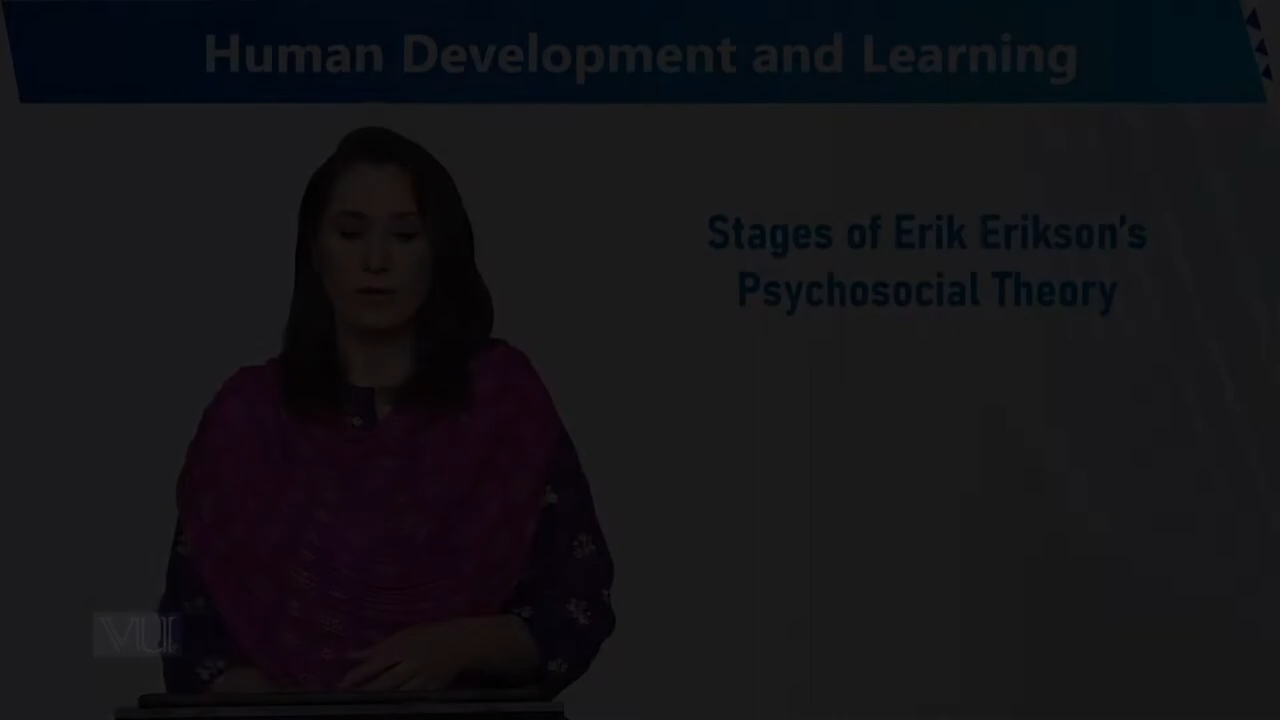 Human Development and Learning
Stages of Erik Erikson's
Psychosocial Theory
VU